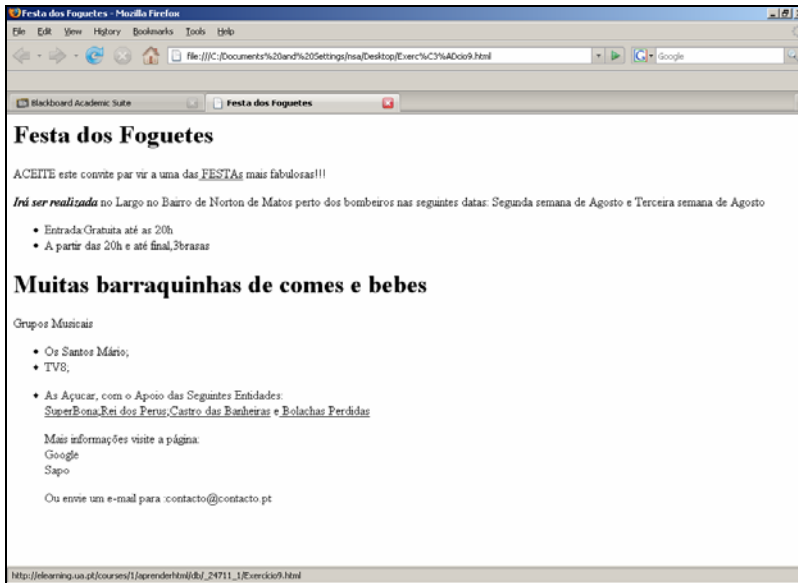 Festa dos Foguetes - Mozilla Firefox
File Edit View History Bookmarks Tools Help
file:///C:/Documents%20and%20Settings/nsa/Desktop/Exerc%C3%ADcio9.html
Google
Blackboard Academic Suite
Festa dos Foguetes
Festa dos Foguetes
ACEITE este convite par vir a uma das FESTAs mais fabulosas!!!
Irá ser realizada no Largo no Bairro de Norton de Matos perto dos bombeiros nas seguintes datas: Segunda semana de Agosto e Terceira semana de Agosto
• Entrada:Gratuita até as 20h
• A partir das 20h e até final,3brasas
Muitas barraquinhas de comes e bebes
Grupos Musicais
• Os Santos Mário;
• TV8;
• As Açucar, com o Apoio das Seguintes Entidades:
SuperBona;Rei dos Perus;Castro das Banheiras e Bolachas Perdidas
Mais informações visite a página:
Google
Sapo
Ou envie um e-mail para :contacto@contacto.pt
http://elearning.ua.pt/courses/1/aprenderhtml/db/_24711_1/Exercício9.html